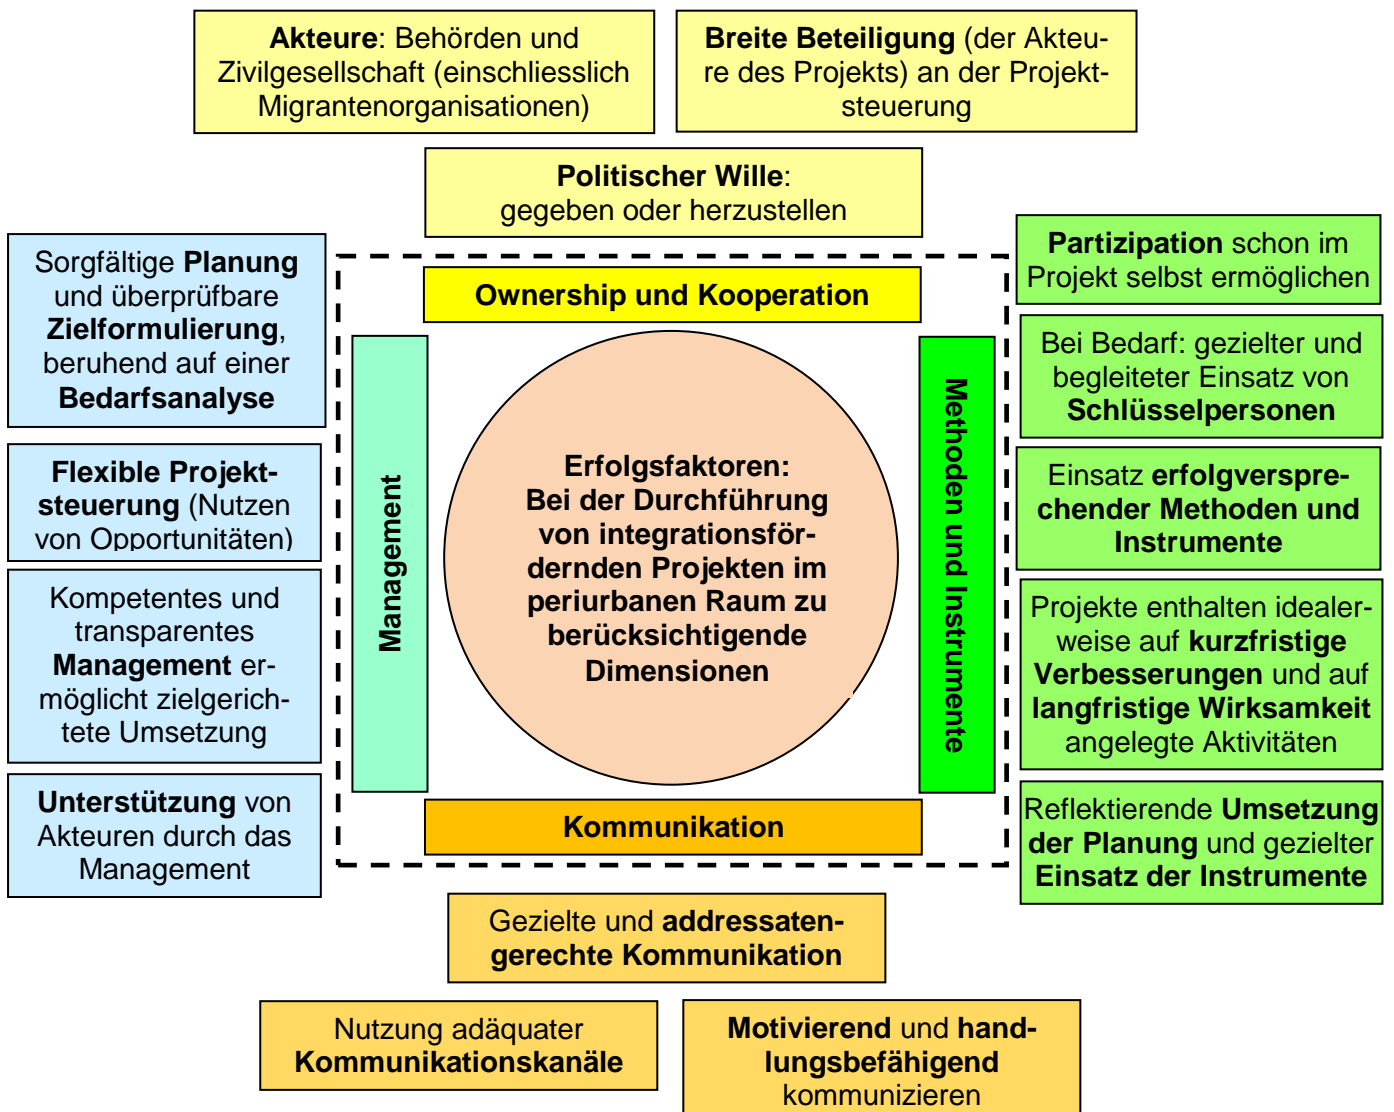 Akteure: Behörden und
Zivilgesellschaft (einschliesslich
Migrantenorganisationen)
Breite Beteiligung (der Akteu-
re des Projekts) an der Projekt-
steuerung
Politischer Wille:
gegeben oder herzustellen
Ownership und Kooperation
Sorgfältige Planung
und überprüfbare
Zielformulierung,
beruhend auf einer
Bedarfsanalyse
Flexible Projekt-
steuerung (Nutzen
von Opportunitäten)
Kompetentes und
transparentes
Management er-
möglicht zielgerich-
tete Umsetzung
Unterstützung von
Akteuren durch das
Management
Management
Erfolgsfaktoren:
Bei der Durchführung
von integrationsför-
dernden Projekten im
periurbanen Raum zu
berücksichtigende
Dimensionen
Methoden und Instrumente
Partizipation schon im
Projekt selbst ermöglichen
Bei Bedarf: gezielter und
begleiteter Einsatz von
Schlüsselpersonen
Einsatz erfolgverspre-
chender Methoden und
Instrumente
Projekte enthalten idealer-
weise auf kurzfristige
Verbesserungen und auf
langfristige Wirksamkeit
angelegte Aktivitäten
Reflektierende Umsetzung
der Planung und gezielter
Einsatz der Instrumente
Kommunikation
Gezielte und addressaten-
gerechte Kommunikation
Nutzung adäquater
Kommunikationskanäle
Motivierend und hand-
lungsbefähigend
kommunizieren